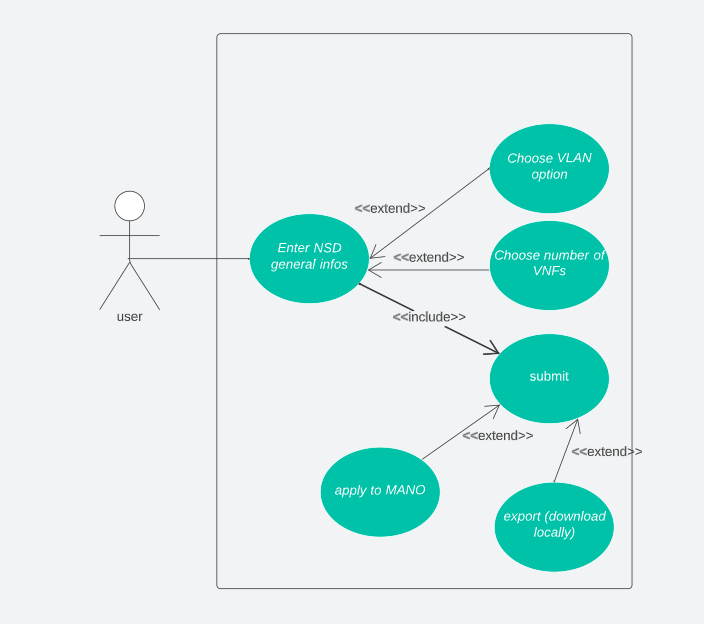 Choose VLAN
option
<<extend>>
Enter NSD
general infos
<<extend>>
Choose number of
VNFs
user
<<include>>
submit
<<extend>>
<<extend>>
apply to MANO
export (download
locally)